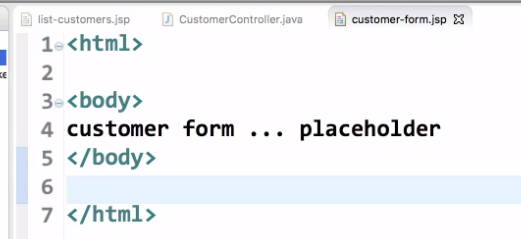 list-customers.jsp CustomerController.java customer-form.jsp
1 <html>
2
3 <body>
4 customer form ... placeholder
5 </body>
6
7 </html>